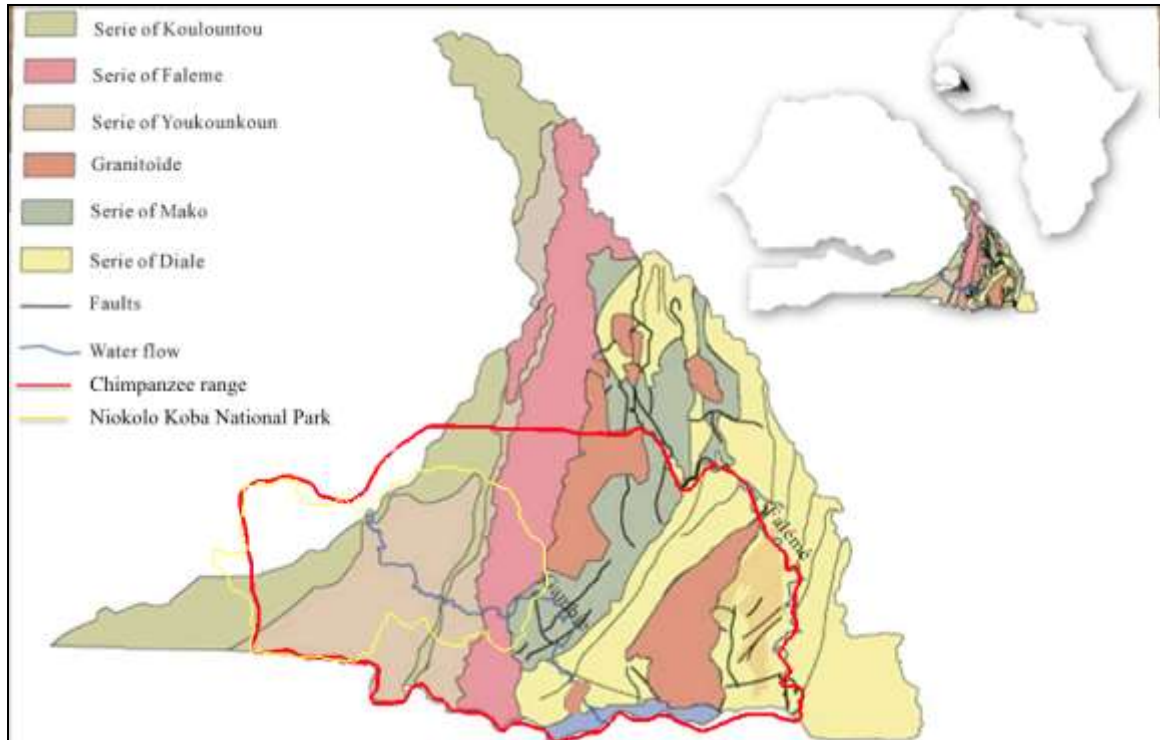 Serie of Koulountou
Serie of Faleme
Serie of Youkounkoun
Granitoïde
Serie of Mako
Serie of Diale
Faults
Water flow
Chimpanzee range
Niokolo Koba National Park
Falémé